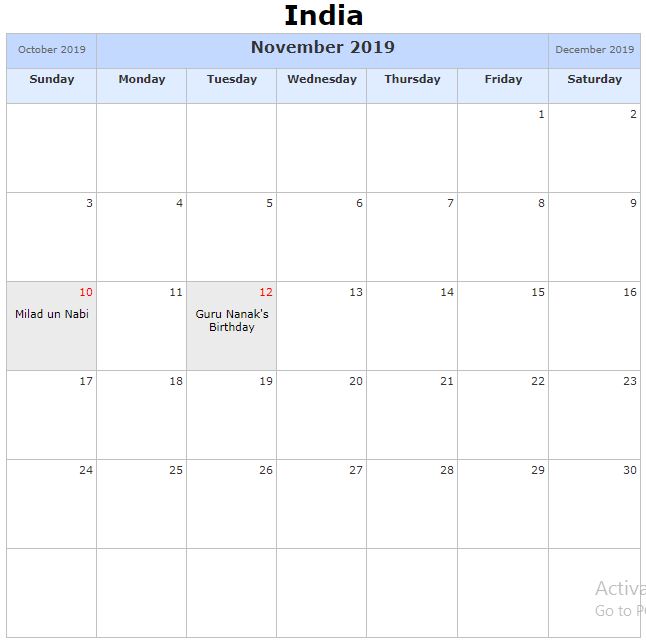 India
October 2019 November 2019 December 2019
Sunday Monday Tuesday Wednesday Thursday Friday Saturday
1 2
3 4 5 6 7 8 9
10 11 12 13 14 15 16
Milad un Nabi Guru Nanak's
Birthday
17 18 19 20 21 22 23
24 25 26 27 28 29 30
Activa
Go to P